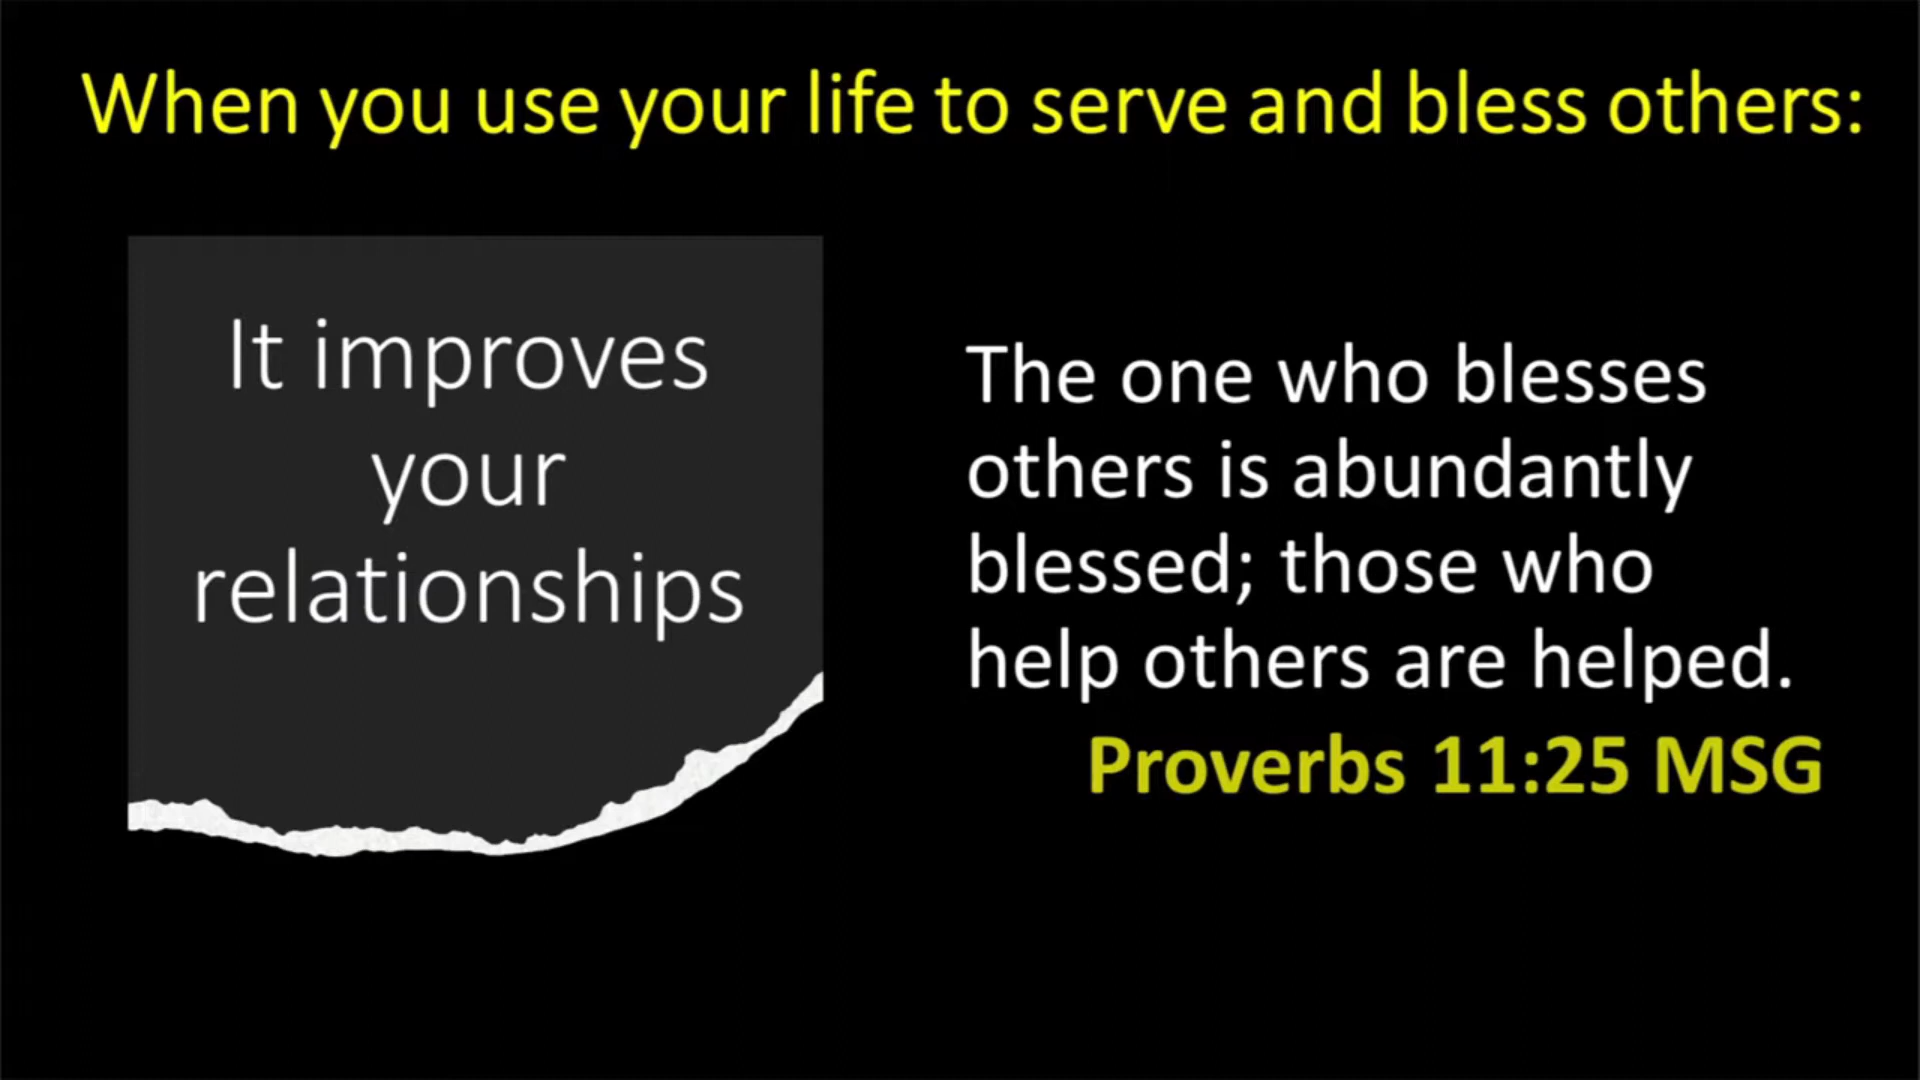 When you use your life to serve and bless others:
It improves
your
relationships
The one who blesses
others is abundantly
blessed; those who
help others are helped.
Proverbs 11:25 MSG